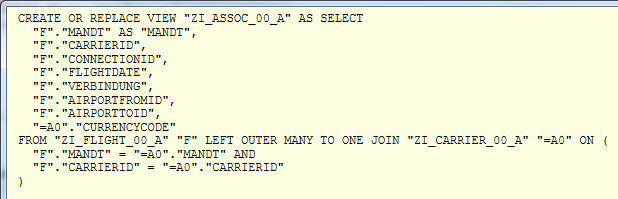 CREATE OR REPLACE VIEW "ZI_ASSOC_00_A" AS SELECT
"F"."MANDT" AS "MANDT",
"F"."CARRIERID",
"F"."CONNECTIONID",
"F"."FLIGHTDATE",
"F"."VERBINDUNG",
"F"."AIRPORTFROMID",
"F"."AIRPORTTOID",
"=A0"."CURRENCYCODE"
FROM "ZI_FLIGHT_00_A" "F" LEFT OUTER MANY TO ONE JOIN "ZI_CARRIER_00_A" "=A0" ON (
"F"."MANDT" = "=A0"."MANDT" AND
"F"."CARRIERID" = "=A0"."CARRIERID"
)